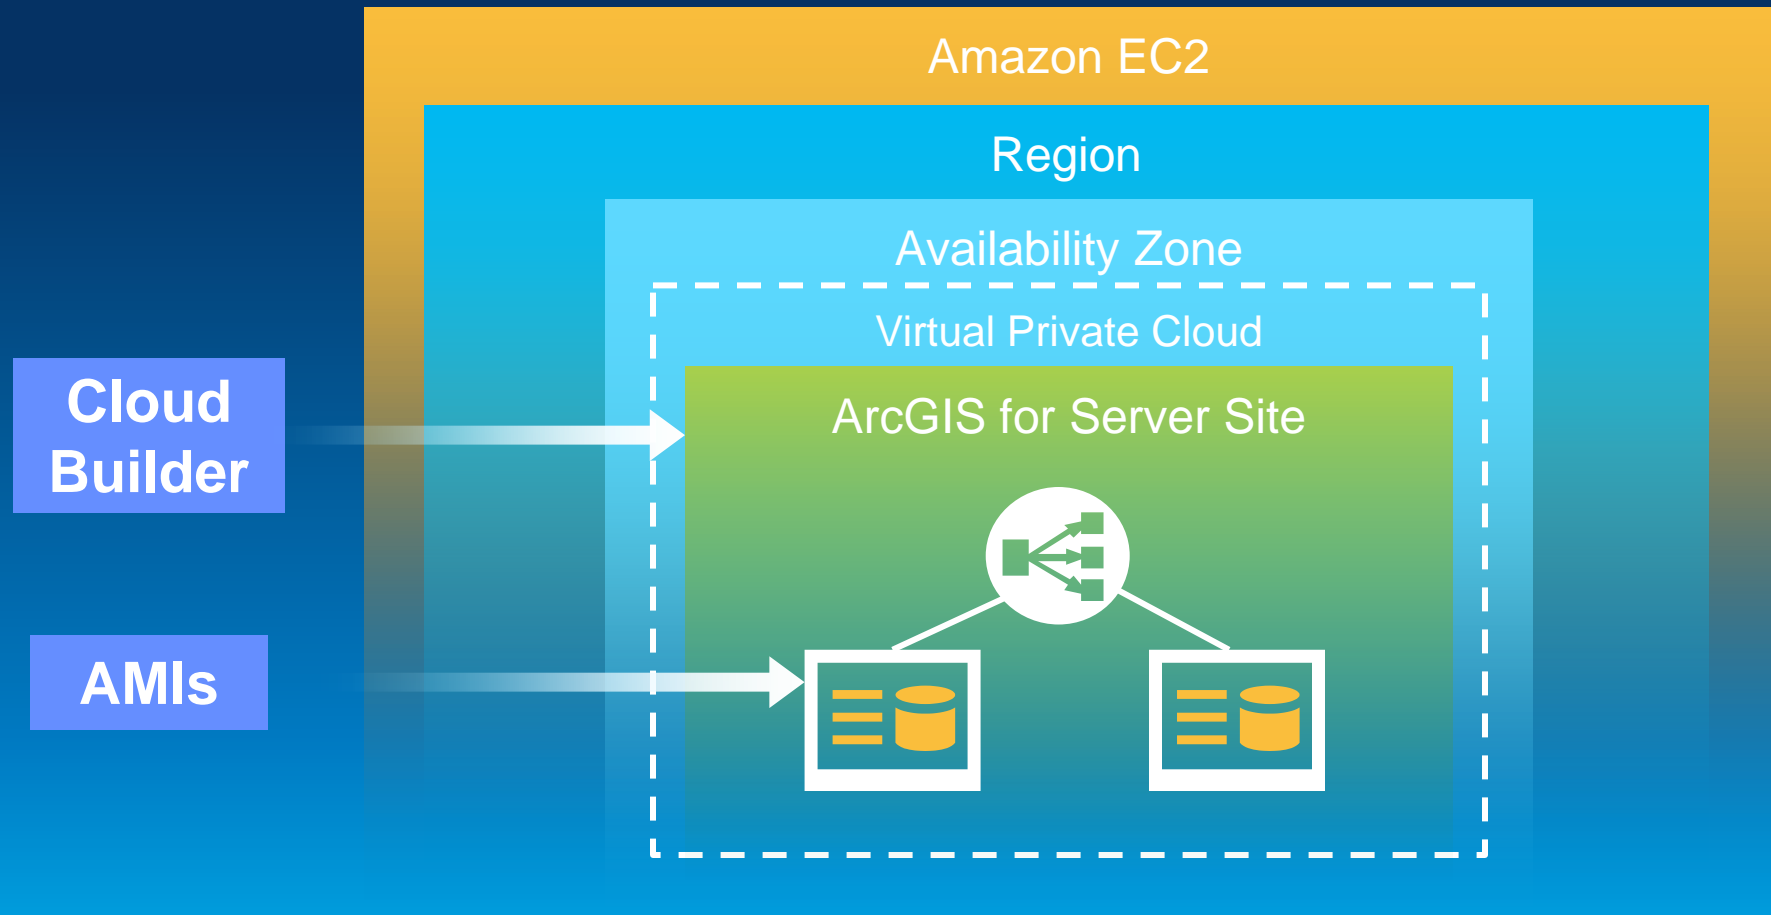 Amazon EC2
Region
Availability Zone
Virtual Private Cloud
ArcGIS for Server Site
Cloud
Builder
AMIs